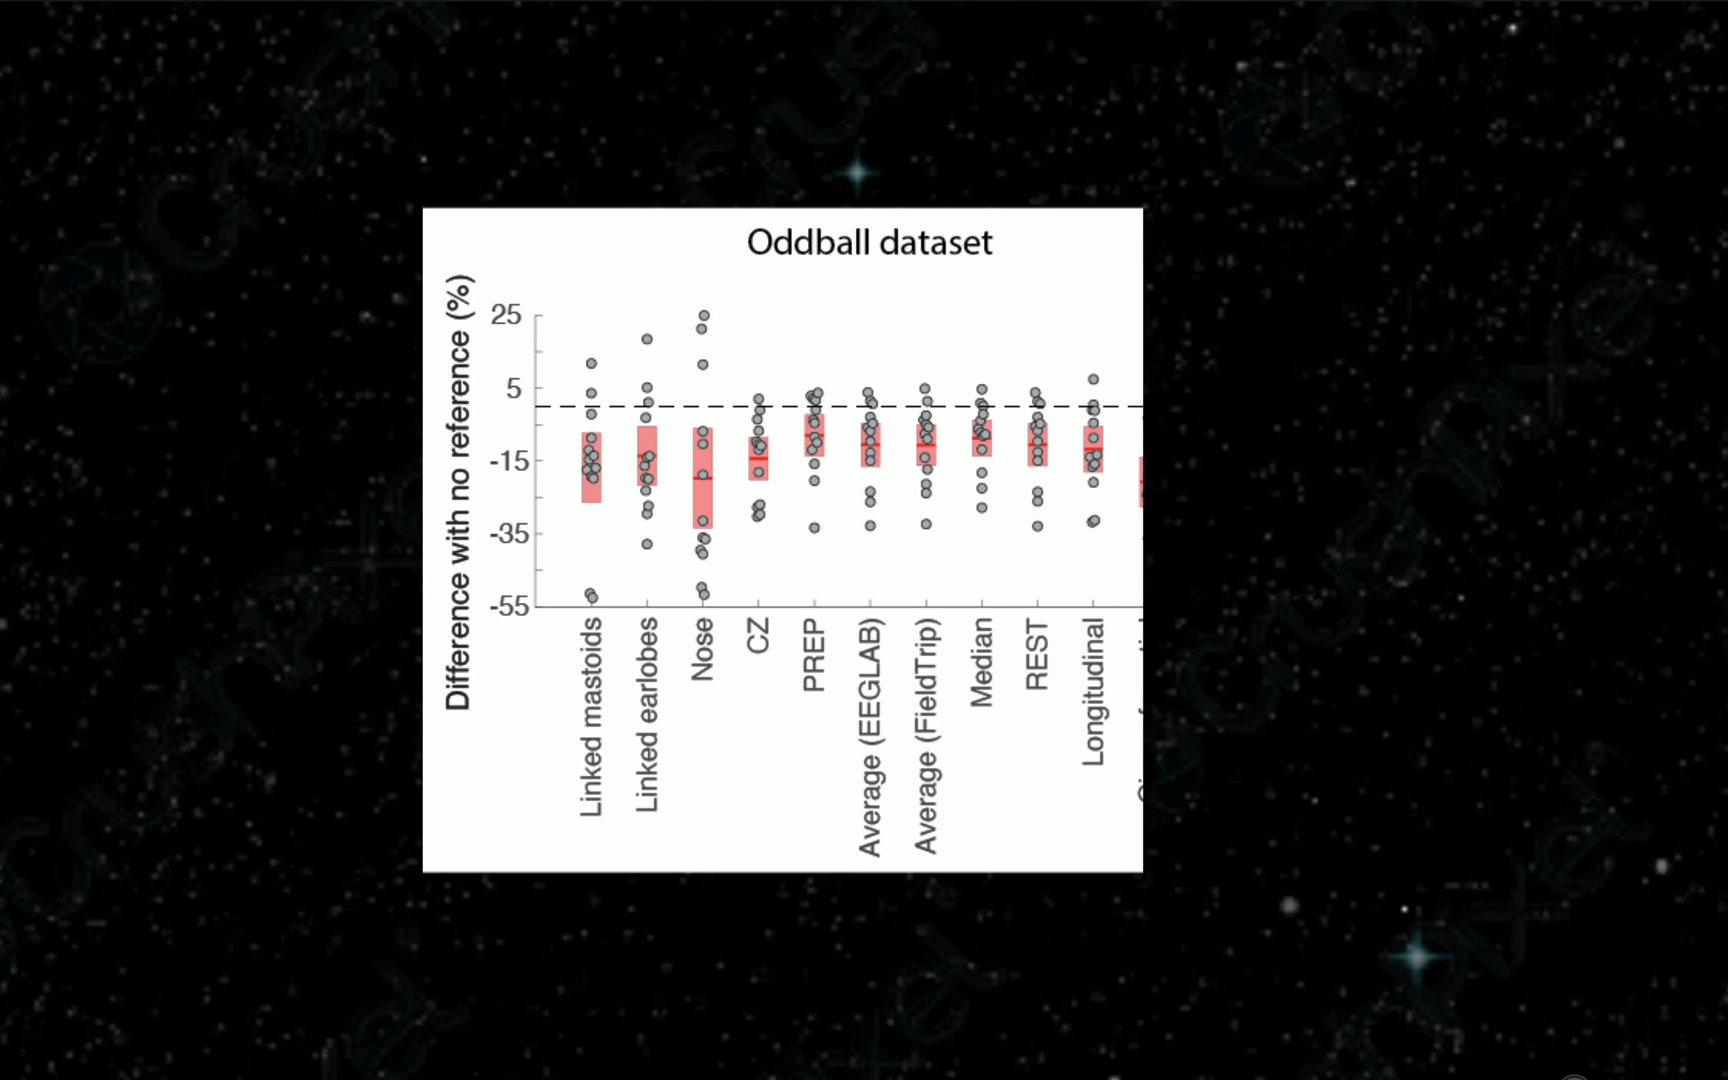 Oddball dataset
Difference with no reference (%)
25
5
-15
-35
-55
Linked mastoids
Linked earlobes
Nose
CZ
PREP
Average (EEGLAB)
Average (FieldTrip)
Median
REST
Longitudinal